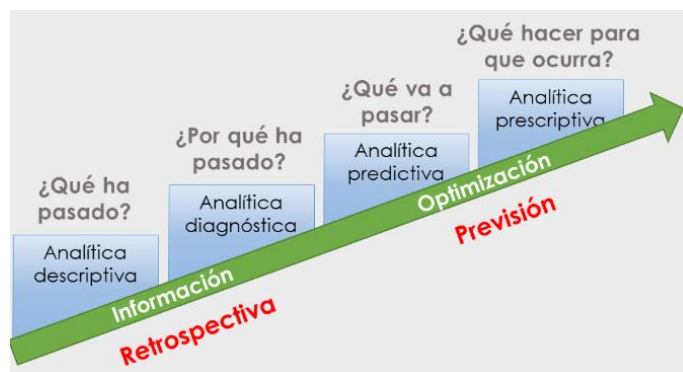 ¿Qué ha
pasado?
Analítica
descriptiva
¿Por qué ha
pasado?
Analítica
diagnóstica
¿Qué va a
pasar?
Analítica
predictiva
¿Qué hacer para
que ocurra?
Analítica
prescriptiva
Información
Optimización
Retrospectiva
Previsión